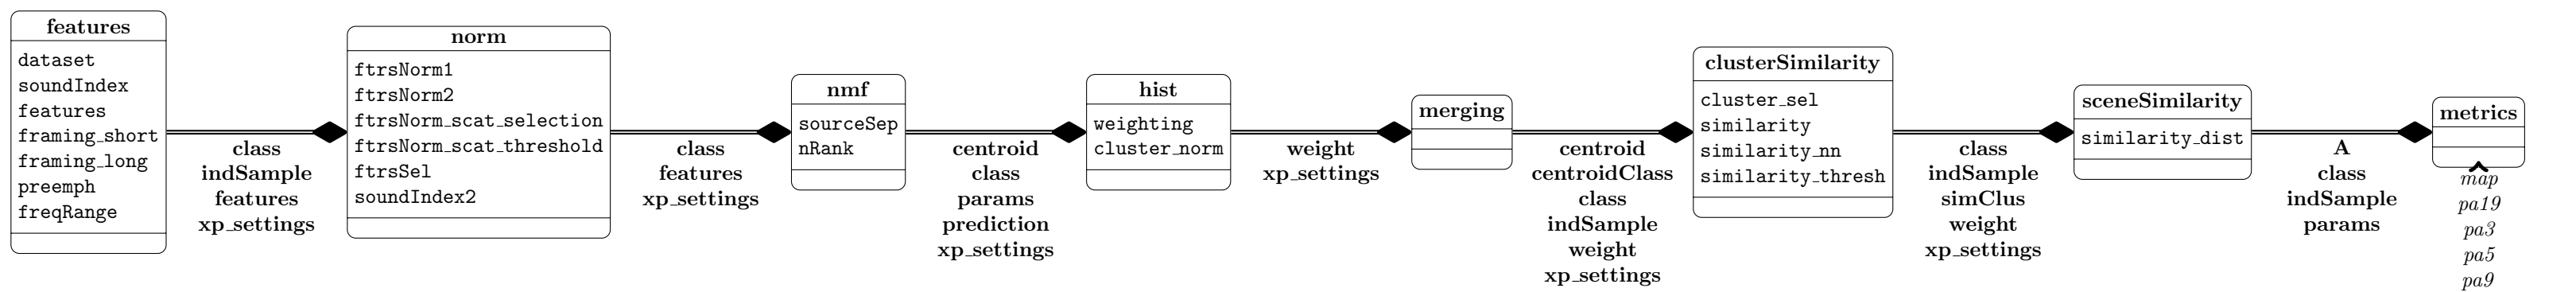 features
dataset
soundIndex
features
framing_short
framing_long
preemph
freqRange
class
indSample
features
xp_settings
norm
ftrsNorm1
ftrsNorm2
ftrsNorm_scat_selection
ftrsNorm_scat_threshold
ftrsSel
soundIndex2
class
features
xp_settings
nmf
sourceSep
nRank
centroid
class
params
prediction
xp_settings
hist
weighting
cluster_norm
weight
xp_settings
merging
centroid
centroidClass
class
indSample
weight
xp_settings
clusterSimilarity
cluster_sel
similarity
similarity_nn
similarity_thresh
class
indSample
simClus
weight
xp_settings
sceneSimilarity
similarity_dist
A
class
indSample
params
metrics
map
pa19
pa3
pa5
pa9